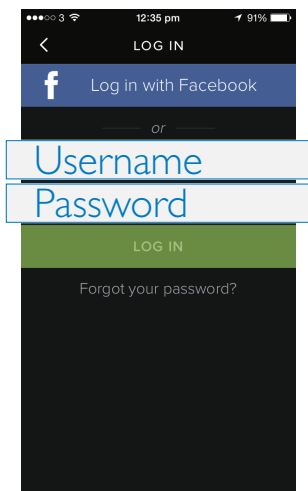 3 12:35 pm 91%
LOG IN
f Log in with Facebook
or
Username
Password
LOG IN
Forgot your password?